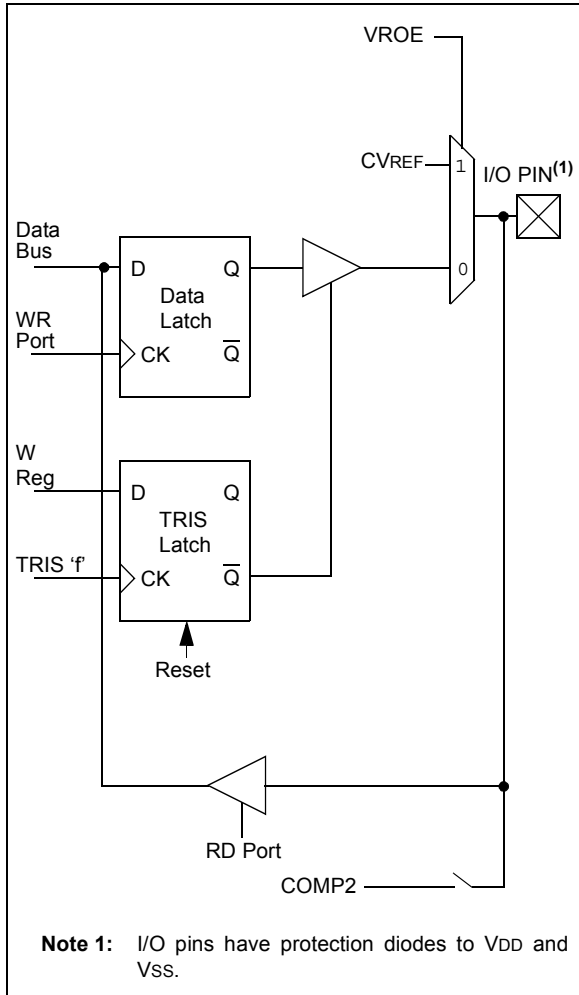 VROE
CVREF
1
I/O PIN(1)
0
Data
Bus
D
Q
Data
Latch
WR
Port
CK
Q
W
Reg
D
Q
TRIS
Latch
TRIS ‘f’
CK
Q
Reset
RD Port
COMP2
Note 1: I/O pins have protection diodes to VDD and
VSS.